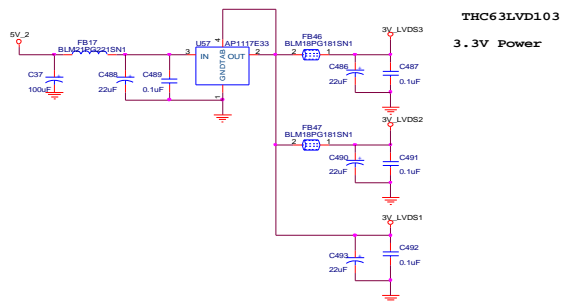 THC63LVD103
3.3V Power
5V_2
FB17
BLM21PG221SN1
C37
100uF
C488
22uF
C489
0.1uF
U57 AP1117E33
3 IN OUT 2
GND TAB
1
4
FB46
BLM18PG181SN1
2 1
3V_LVDS3
C486
22uF
C487
0.1uF
FB47
BLM18PG181SN1
2 1
3V_LVDS2
C490
22uF
C491
0.1uF
3V_LVDS1
C493
22uF
C492
0.1uF